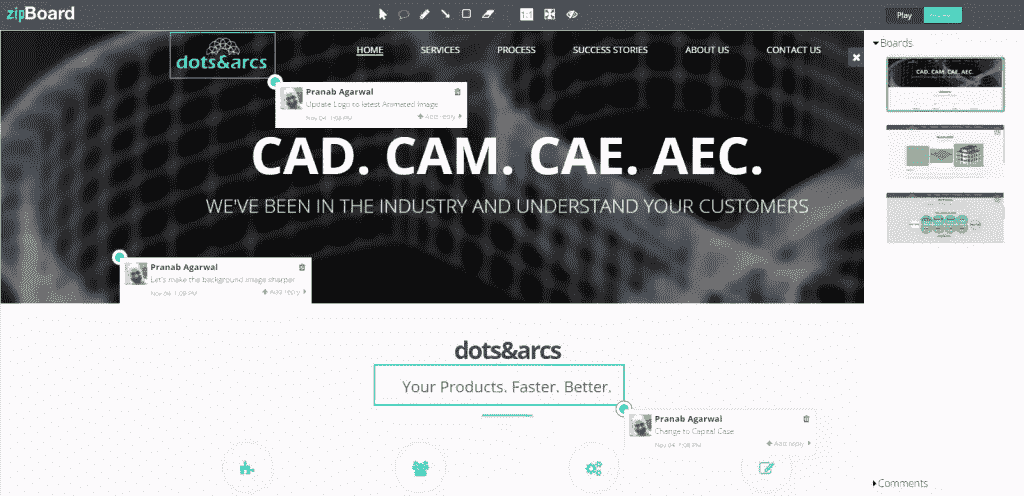 zipBoard
1:1
Play
dots&arcs
HOME
SERVICES
PROCESS
SUCCESS STORIES
ABOUT US
CONTACT US
Boards
Pranab Agarwal
Update Logo to latest Animated Image
Nov 04 1:08 PM
Add reply
CAD. CAM. CAE. AEC.
WE'VE BEEN IN THE INDUSTRY AND UNDERSTAND YOUR CUSTOMERS
CAD. CAM. CAE. AEC.
Pranab Agarwal
Let's make the background image sharper
Nov 04 1:08 PM
Add reply
dots&arcs
Your Products. Faster. Better.
Pranab Agarwal
Change to Capital Case
Nov 04 1:08 PM
Add reply
Comments